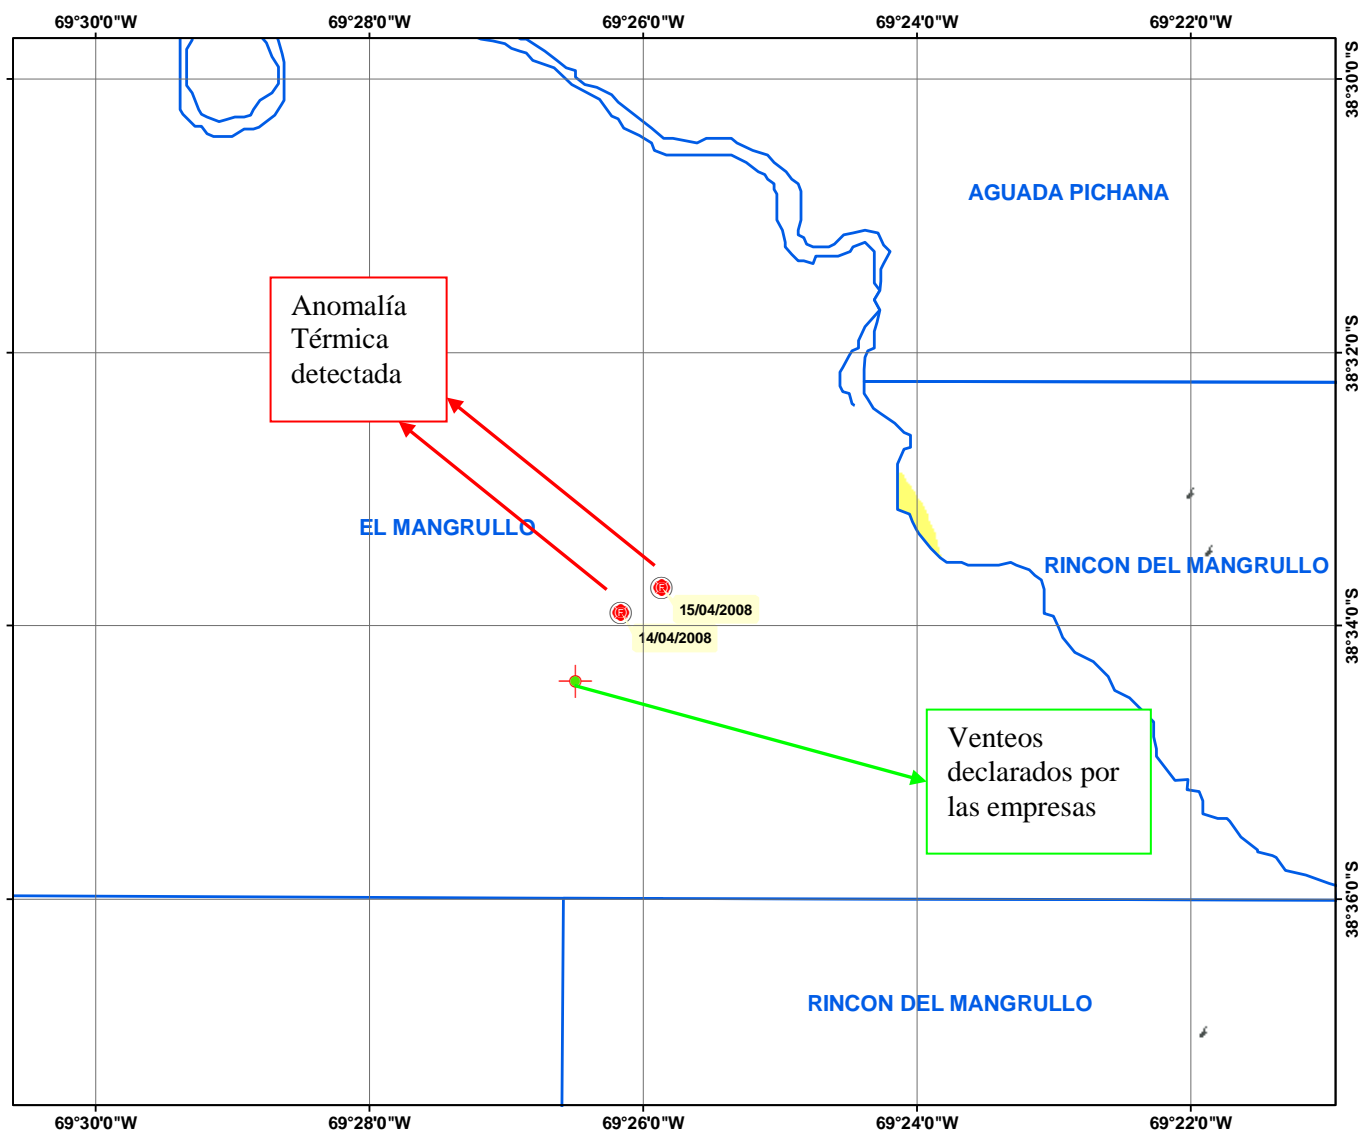 69°30'0"W
69°28'0"W
69°26'0"W
69°24'0"W
69°22'0"W
38°30'0"S
AGUADA PICHANA
Anomalía
Térmica
detectada
38°32'0"S
EL MANGRULLO
RINCON DEL MANGRULLO
15/04/2008
14/04/2008
38°34'0"S
Venteos
declarados por
las empresas
38°36'0"S
RINCON DEL MANGRULLO
69°30'0"W
69°28'0"W
69°26'0"W
69°24'0"W
69°22'0"W